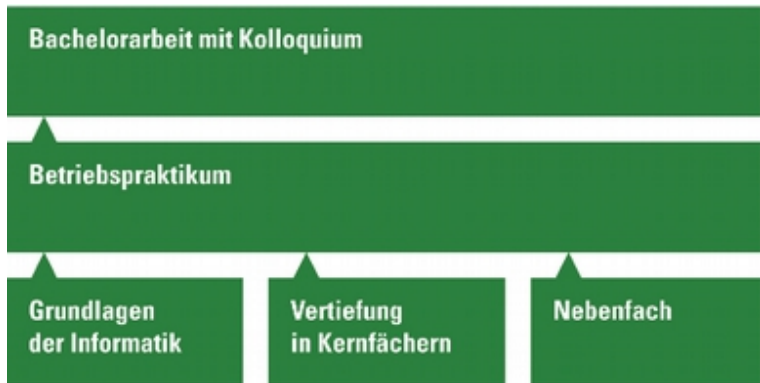 Bachelorarbeit mit Kolloquium
Betriebspraktikum
Grundlagen
der Informatik
Vertiefung
in Kernfächern
Nebenfach